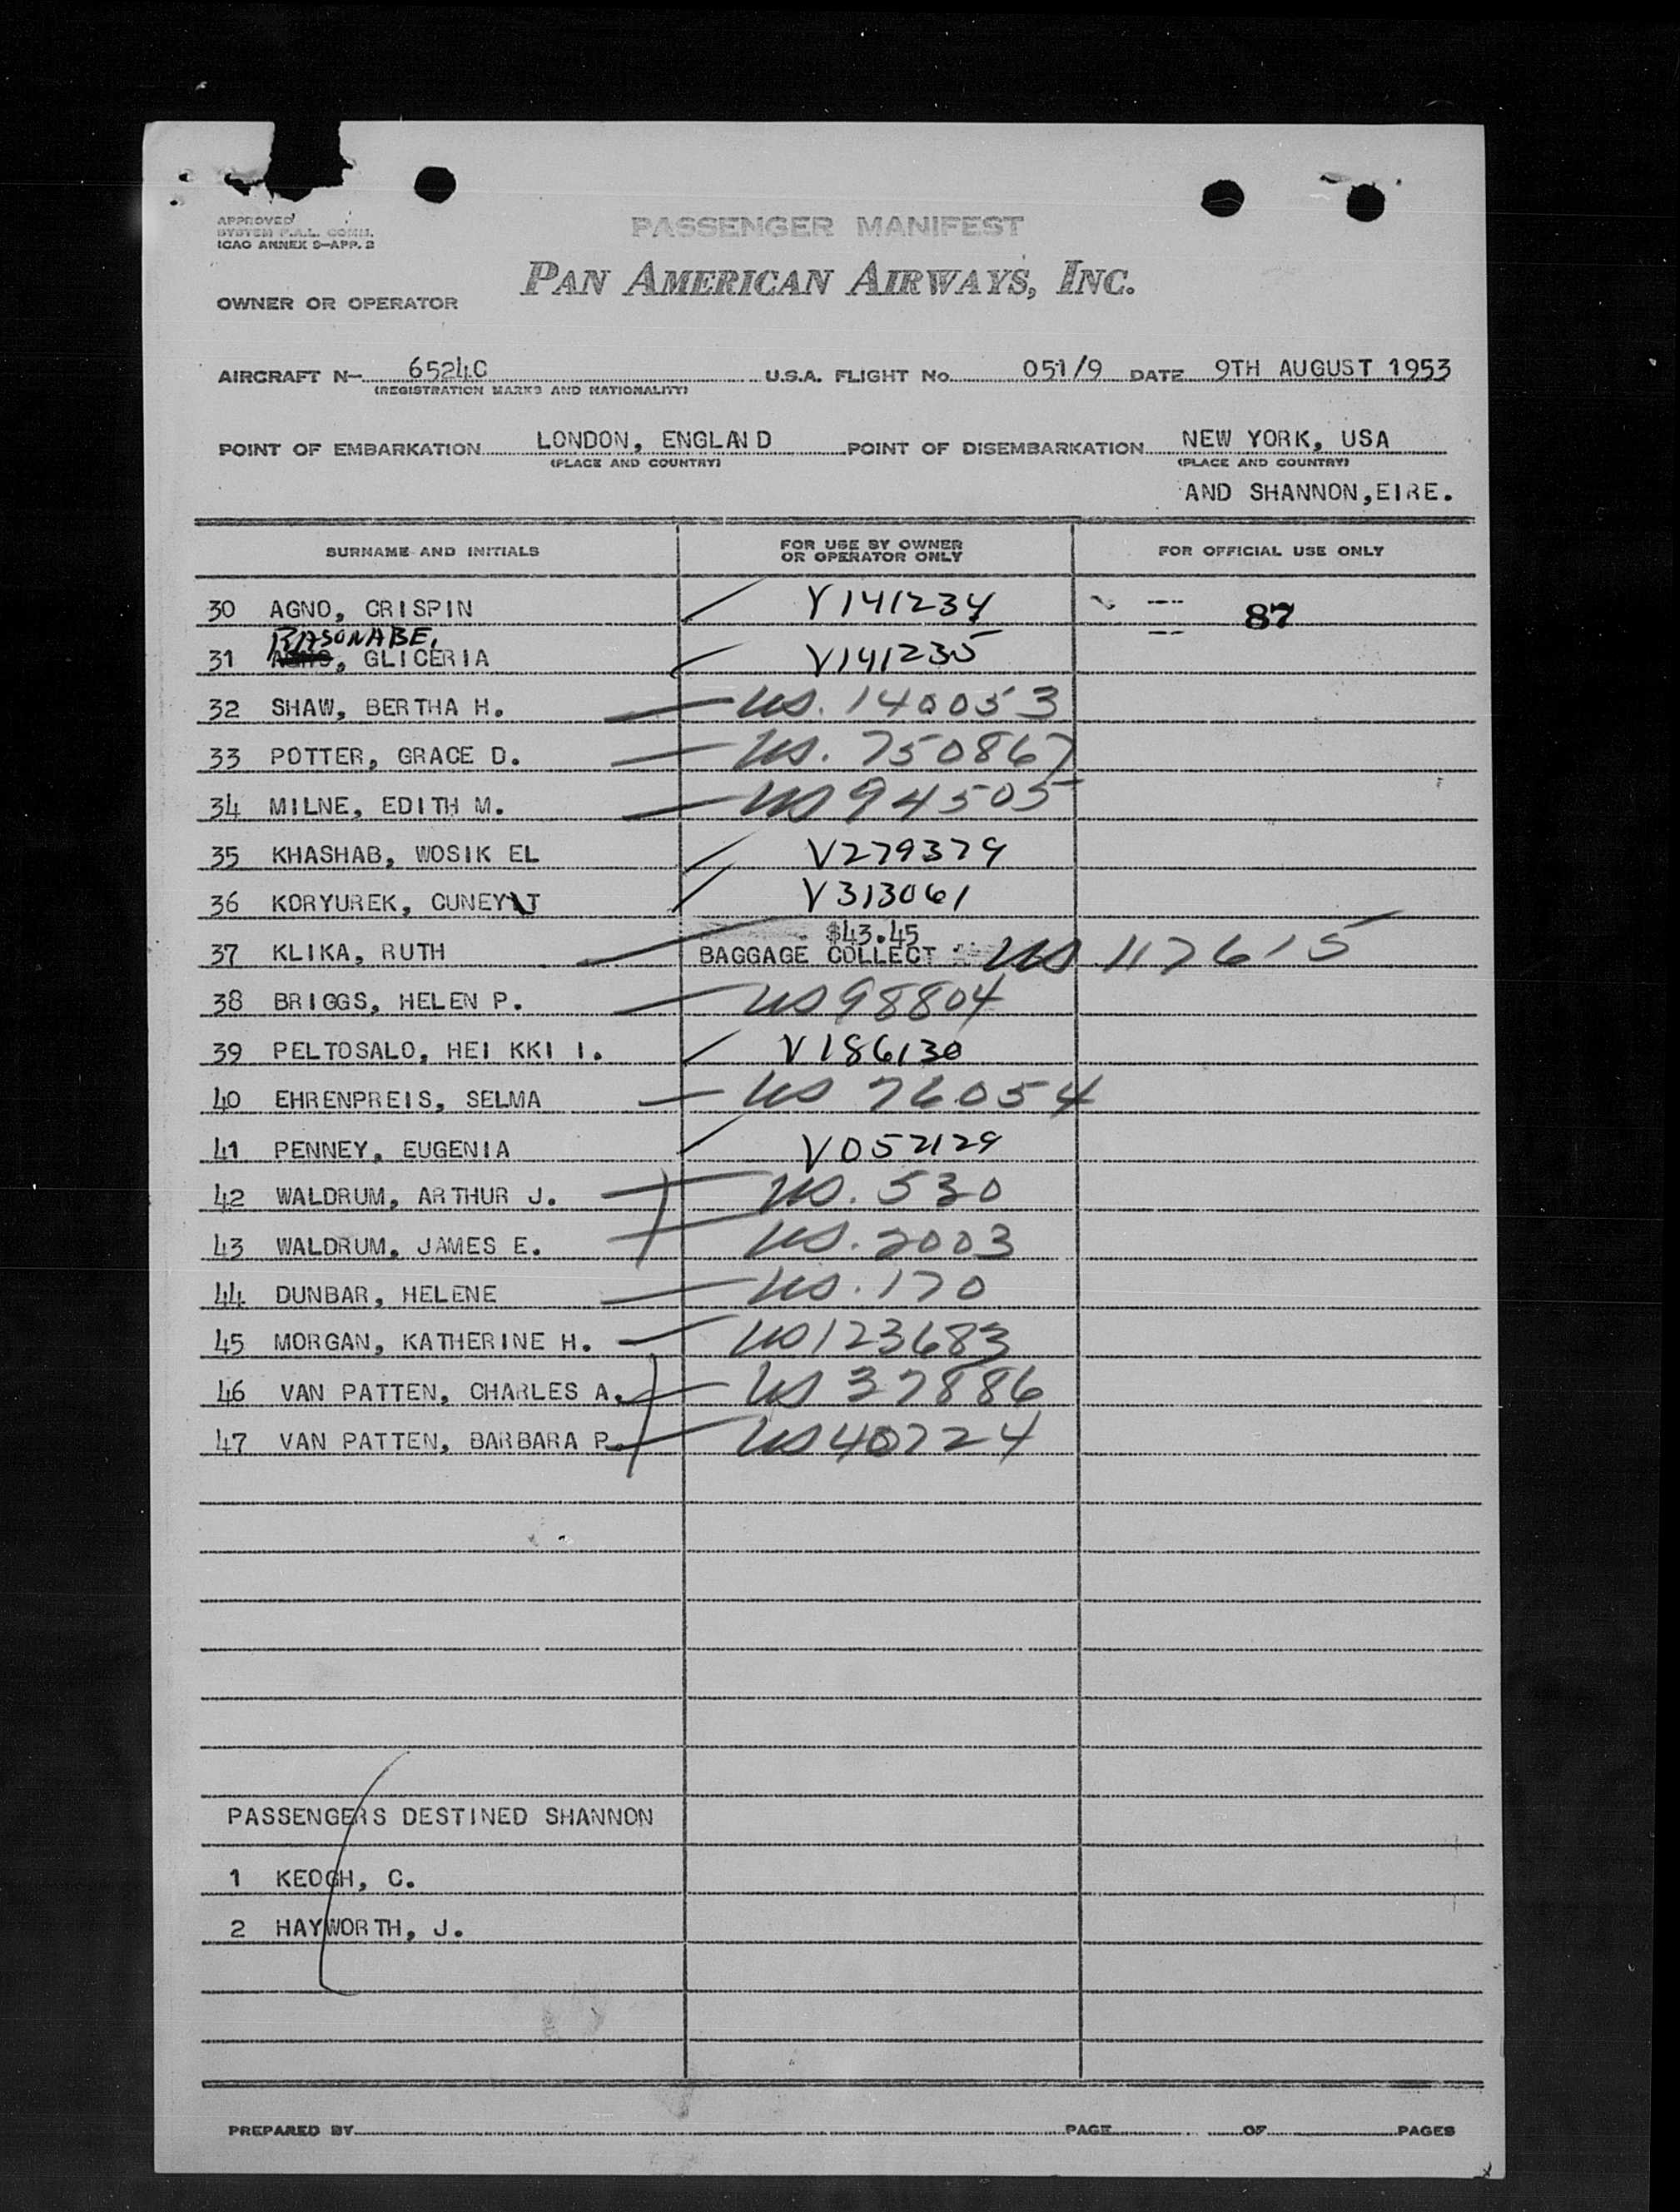 APPROVED
SYSTEM F.A.L. COMM.
ICAO ANNEX 9-APP. 2
PASSENGER MANIFEST
PAN AMERICAN AIRWAYS, INC.
OWNER OR OPERATOR
AIRCRAFT N- 6524C U.S.A. FLIGHT No. 051/9 DATE 9TH AUGUST 1953
(REGISTRATION MARKS AND NATIONALITY)
POINT OF EMBARKATION LONDON, ENGLAND POINT OF DISEMBARKATION NEW YORK, USA
(PLACE AND COUNTRY) (PLACE AND COUNTRY)
AND SHANNON, EIRE.
SURNAME AND INITIALS FOR USE BY OWNER OR OPERATOR ONLY FOR OFFICIAL USE ONLY
30 AGNO, CRISPIN V141234 87
RASONABE,
31 AGNO, GLICERIA V141235
32 SHAW, BERTHA H. US. 140053
33 POTTER, GRACE D. US. 750867
34 MILNE, EDITH M. US 94505
35 KHASHAB, WOSIK EL V279379
36 KORYUREK, CUNEYT V313061
$43.45
37 KLIKA, RUTH BAGGAGE COLLECT US 117615
38 BRIGGS, HELEN P. US 98804
39 PELTOSALO, HEI KKI I. V186130
40 EHRENPREIS, SELMA US 76054
41 PENNEY, EUGENIA V052129
42 WALDRUM, ARTHUR J. US. 530
43 WALDRUM, JAMES E. US. 2003
44 DUNBAR, HELENE US. 170
45 MORGAN, KATHERINE H. US 123683
46 VAN PATTEN, CHARLES A. US 37886
47 VAN PATTEN, BARBARA P. US 40724
PASSENGERS DESTINED SHANNON
1 KEOGH, C.
2 HAYWORTH, J.
PREPARED BY PAGE OF PAGES